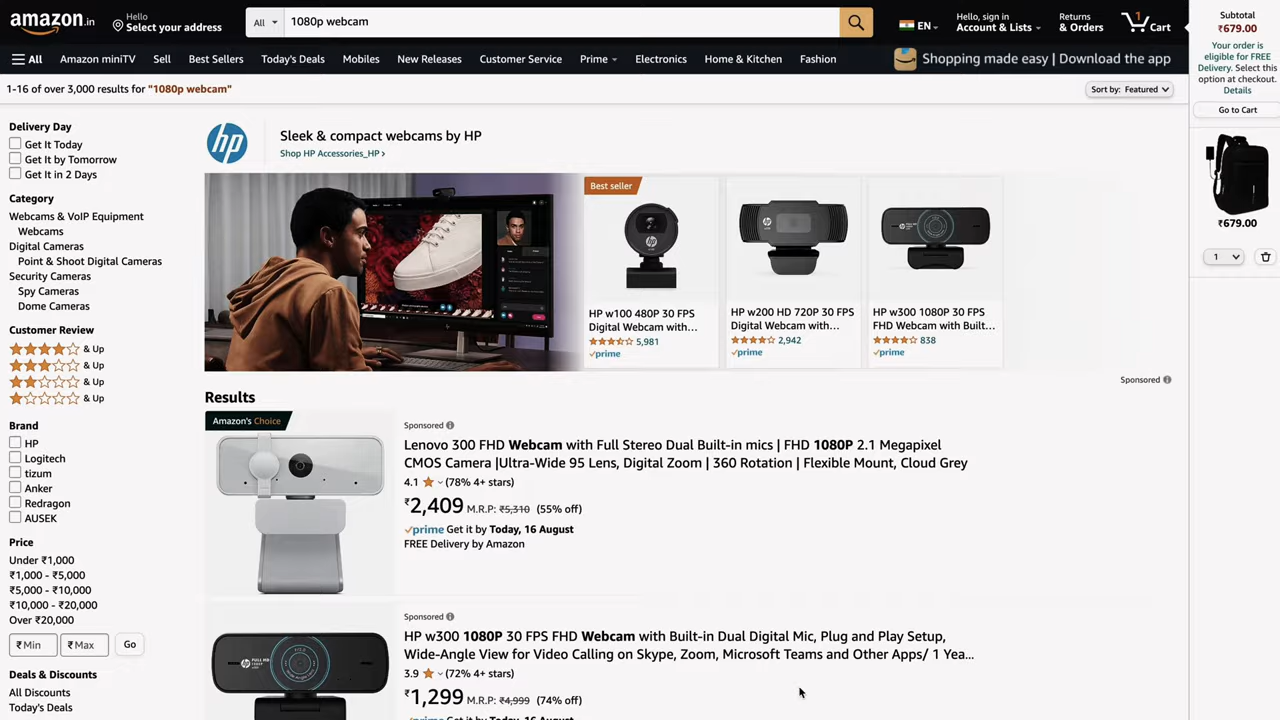 amazon.in
Hello
Select your address
All
1080p webcam
EN
Hello, sign in
Account & Lists
Returns
& Orders
1
Cart
All
Amazon miniTV
Sell
Best Sellers
Today's Deals
Mobiles
New Releases
Customer Service
Prime
Electronics
Home & Kitchen
Fashion
Shopping made easy | Download the app
Subtotal
₹679.00
Your order is
eligible for FREE
Delivery. Select this
option at checkout.
Details
Go to Cart
₹679.00
1
1-16 of over 3,000 results for "1080p webcam"
Sort by: Featured
Delivery Day
Get It Today
Get It by Tomorrow
Get It in 2 Days
Category
Webcams & VoIP Equipment
Webcams
Digital Cameras
Point & Shoot Digital Cameras
Security Cameras
Spy Cameras
Dome Cameras
Customer Review
& Up
& Up
& Up
& Up
Brand
HP
Logitech
tizum
Anker
Redragon
AUSEK
Price
Under ₹1,000
₹1,000 - ₹5,000
₹5,000 - ₹10,000
₹10,000 - ₹20,000
Over ₹20,000
₹ Min
₹ Max
Go
Deals & Discounts
All Discounts
Today's Deals
hp
Sleek & compact webcams by HP
Shop HP Accessories_HP ›
Best seller
HP w100 480P 30 FPS
Digital Webcam with...
5,981
prime
HP w200 HD 720P 30 FPS
Digital Webcam with...
2,942
prime
HP w300 1080P 30 FPS
FHD Webcam with Built...
838
prime
Sponsored
Results
Amazon's Choice
Sponsored
Lenovo 300 FHD Webcam with Full Stereo Dual Built-in mics | FHD 1080P 2.1 Megapixel
CMOS Camera |Ultra-Wide 95 Lens, Digital Zoom | 360 Rotation | Flexible Mount, Cloud Grey
4.1 (78% 4+ stars)
₹2,409 M.R.P: ₹5,310 (55% off)
prime Get it by Today, 16 August
FREE Delivery by Amazon
Sponsored
HP w300 1080P 30 FPS FHD Webcam with Built-in Dual Digital Mic, Plug and Play Setup,
Wide-Angle View for Video Calling on Skype, Zoom, Microsoft Teams and Other Apps/ 1 Yea...
3.9 (72% 4+ stars)
₹1,299 M.R.P: ₹4,999 (74% off)
prime Get it by Today, 16 August